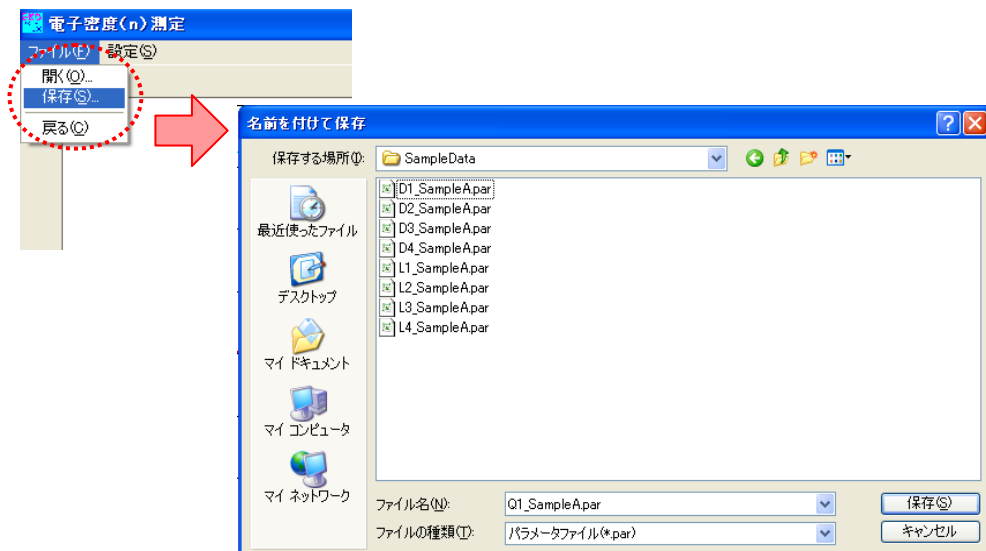 電子密度(n)測定
ファイル(F) 設定(S)
開く(O)...
保存(S)...
戻る(C)
名前を付けて保存
保存する場所(I):
SampleData
D1_SampleA.par
D2_SampleA.par
D3_SampleA.par
D4_SampleA.par
L1_SampleA.par
L2_SampleA.par
L3_SampleA.par
L4_SampleA.par
最近使ったファイル
デスクトップ
マイ ドキュメント
マイ コンピュータ
マイ ネットワーク
ファイル名(N):
Q1_SampleA.par
保存(S)
ファイルの種類(T):
パラメータファイル(*.par)
キャンセル